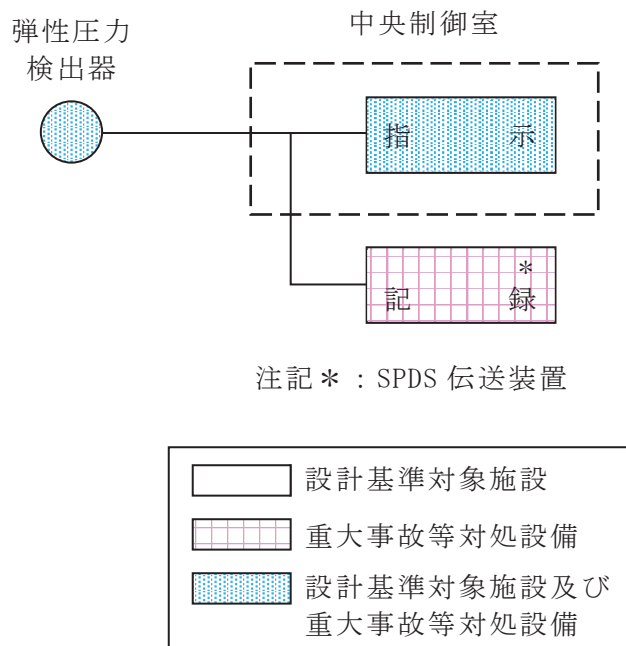 弾性圧力
検出器
中央制御室
指示
記録*
注記*：SPDS 伝送装置
設計基準対象施設
重大事故等対処設備
設計基準対象施設及び
重大事故等対処設備